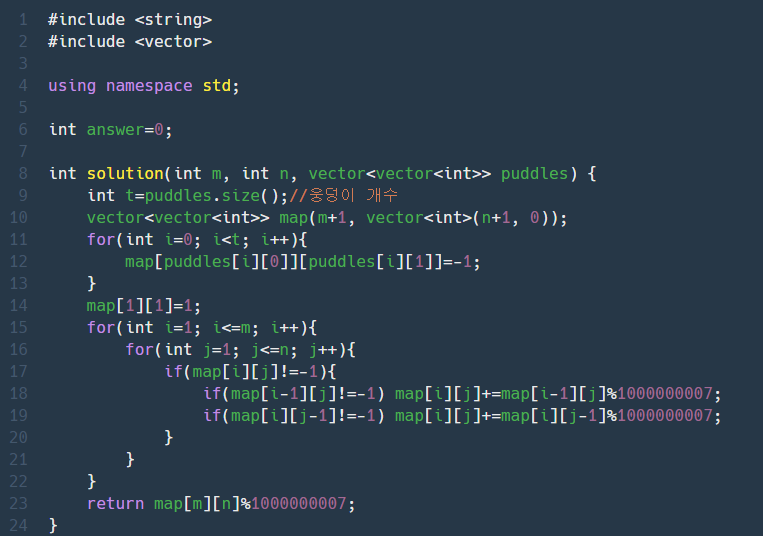 1 #include <string>
2 #include <vector>
3
4 using namespace std;
5
6 int answer=0;
7
8 int solution(int m, int n, vector<vector<int>> puddles) {
9 int t=puddles.size();//웅덩이 개수
10 vector<vector<int>> map(m+1, vector<int>(n+1, 0));
11 for(int i=0; i<t; i++){
12 map[puddles[i][0]][puddles[i][1]]=-1;
13 }
14 map[1][1]=1;
15 for(int i=1; i<=m; i++){
16 for(int j=1; j<=n; j++){
17 if(map[i][j]!=-1){
18 if(map[i-1][j]!=-1) map[i][j]+=map[i-1][j]%1000000007;
19 if(map[i][j-1]!=-1) map[i][j]+=map[i][j-1]%1000000007;
20 }
21 }
22 }
23 return map[m][n]%1000000007;
24 }